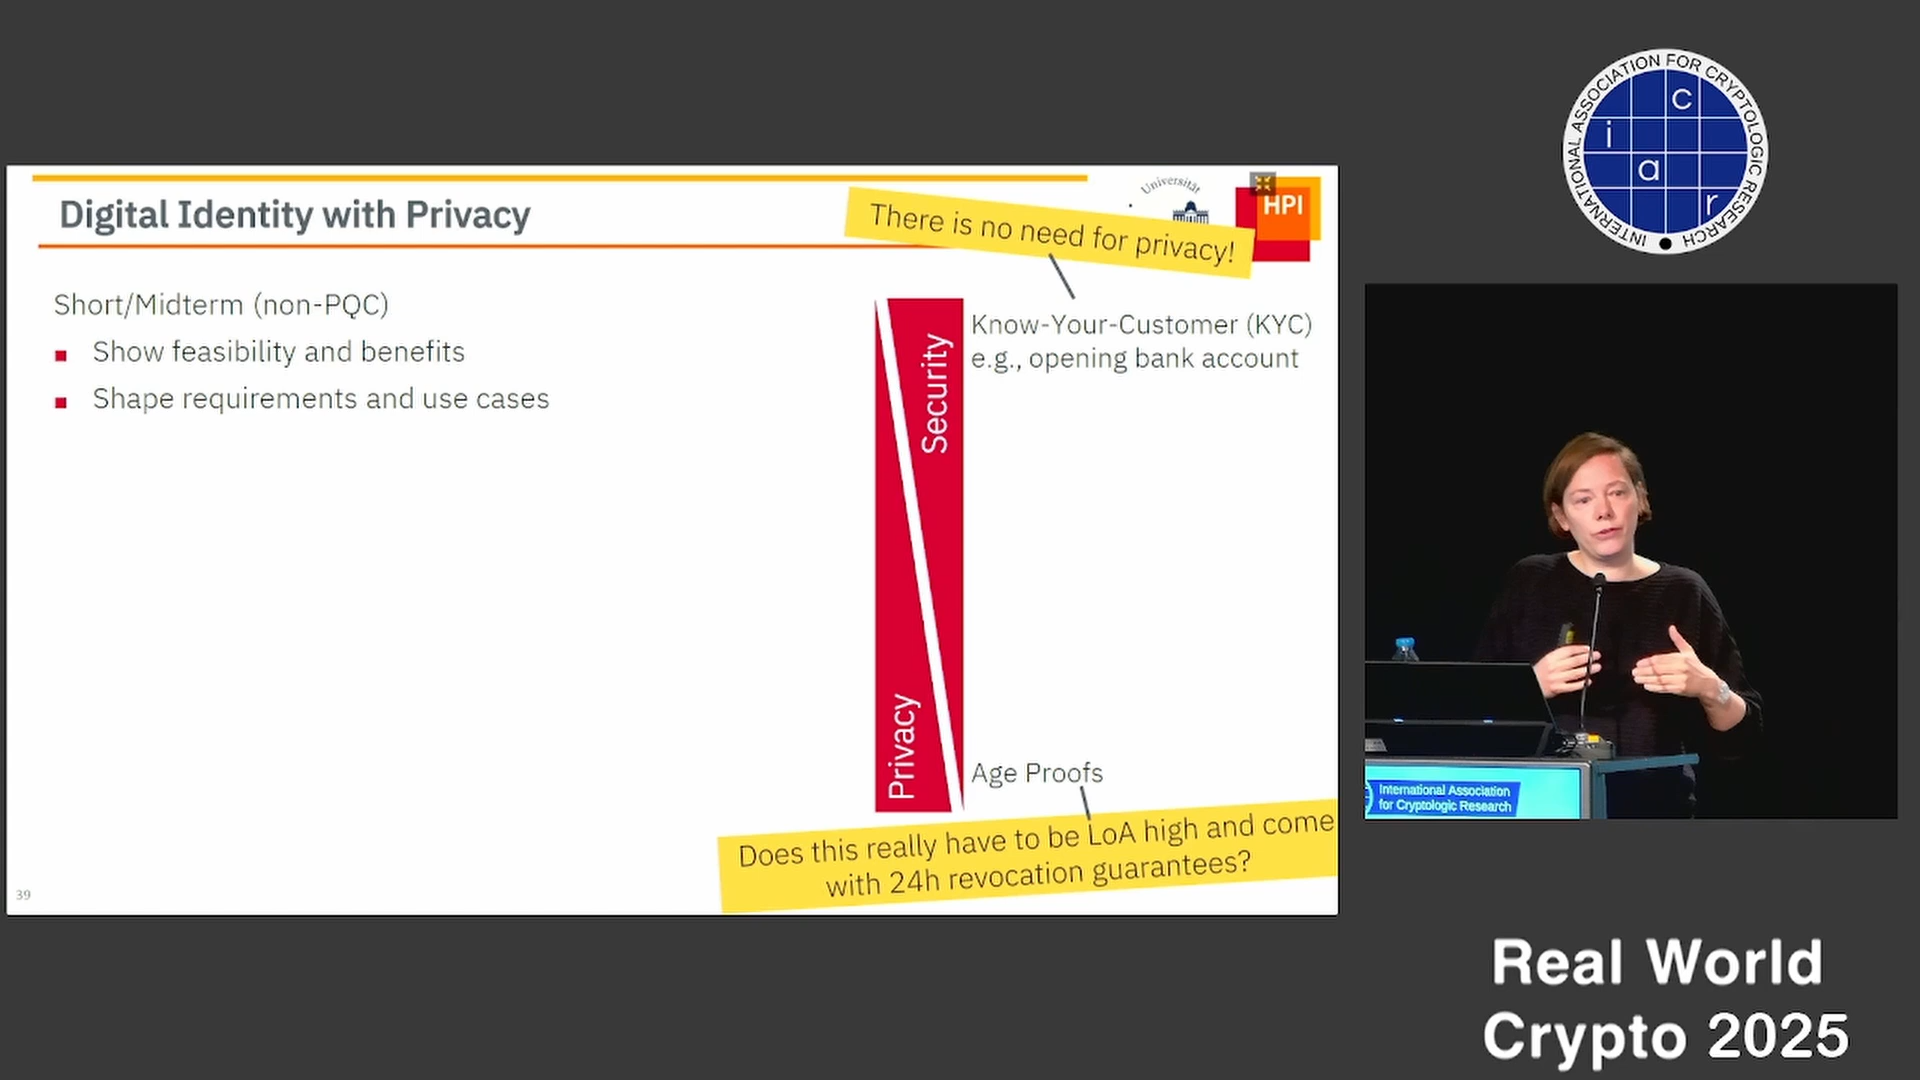 Digital Identity with Privacy
Universität
HPI
There is no need for privacy!
Short/Midterm (non-PQC)
Show feasibility and benefits
Shape requirements and use cases
Security
Privacy
Know-Your-Customer (KYC)
e.g., opening bank account
Age Proofs
Does this really have to be LoA high and come
with 24h revocation guarantees?
39
INTERNATIONAL ASSOCIATION FOR CRYPTOLOGIC RESEARCH
i a c r
International Association
for Cryptologic Research
Real World
Crypto 2025